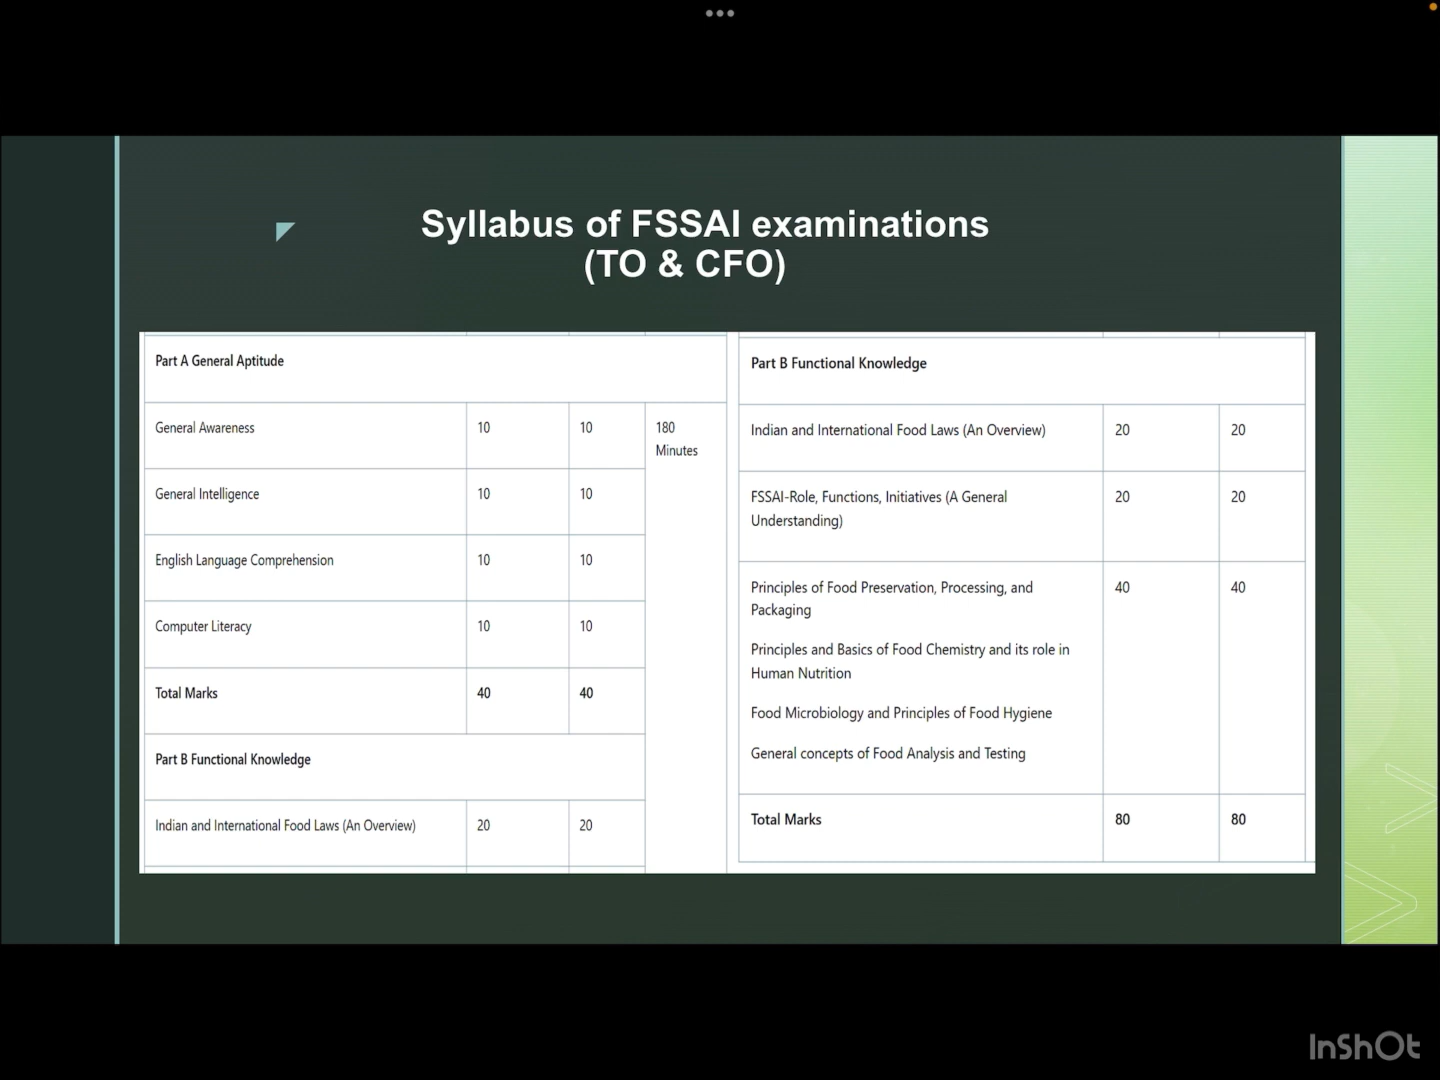 Syllabus of FSSAI examinations
(TO & CFO)
Part A General Aptitude
General Awareness 10 10 180
Minutes
General Intelligence 10 10
English Language Comprehension 10 10
Computer Literacy 10 10
Total Marks 40 40
Part B Functional Knowledge
Indian and International Food Laws (An Overview) 20 20
Part B Functional Knowledge
Indian and International Food Laws (An Overview) 20 20
FSSAI-Role, Functions, Initiatives (A General 20 20
Understanding)
Principles of Food Preservation, Processing, and 40 40
Packaging
Principles and Basics of Food Chemistry and its role in
Human Nutrition
Food Microbiology and Principles of Food Hygiene
General concepts of Food Analysis and Testing
Total Marks 80 80
InShOt